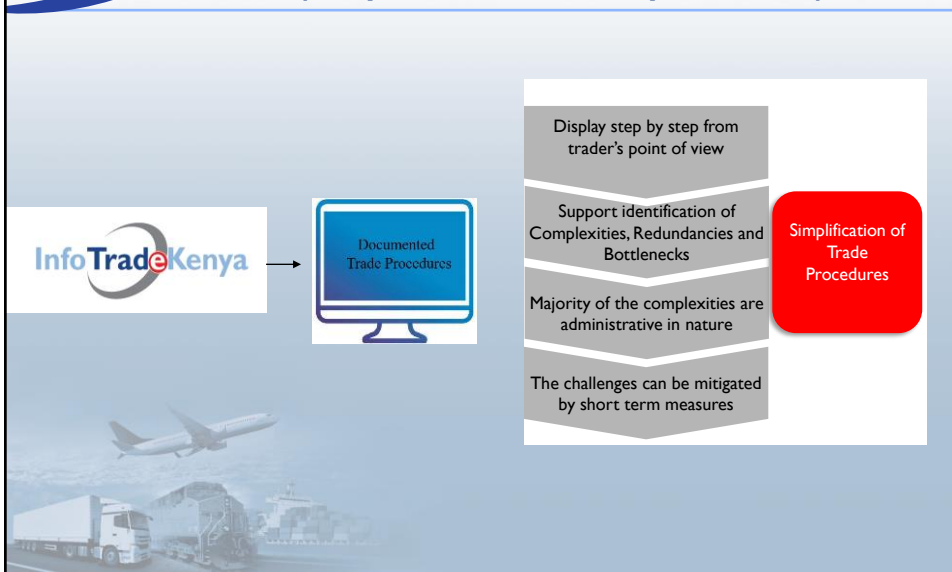 InfoTradeKenya
Documented
Trade Procedures
Display step by step from
trader's point of view
Support identification of
Complexities, Redundancies and
Bottlenecks
Majority of the complexities are
administrative in nature
The challenges can be mitigated
by short term measures
Simplification of
Trade
Procedures